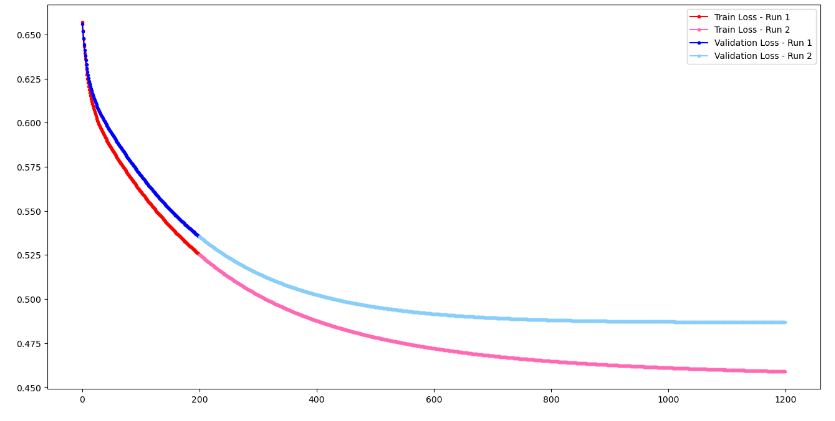 Train Loss - Run 1
Train Loss - Run 2
Validation Loss - Run 1
Validation Loss - Run 2
0.650
0.625
0.600
0.575
0.550
0.525
0.500
0.475
0.450
0 200 400 600 800 1000 1200